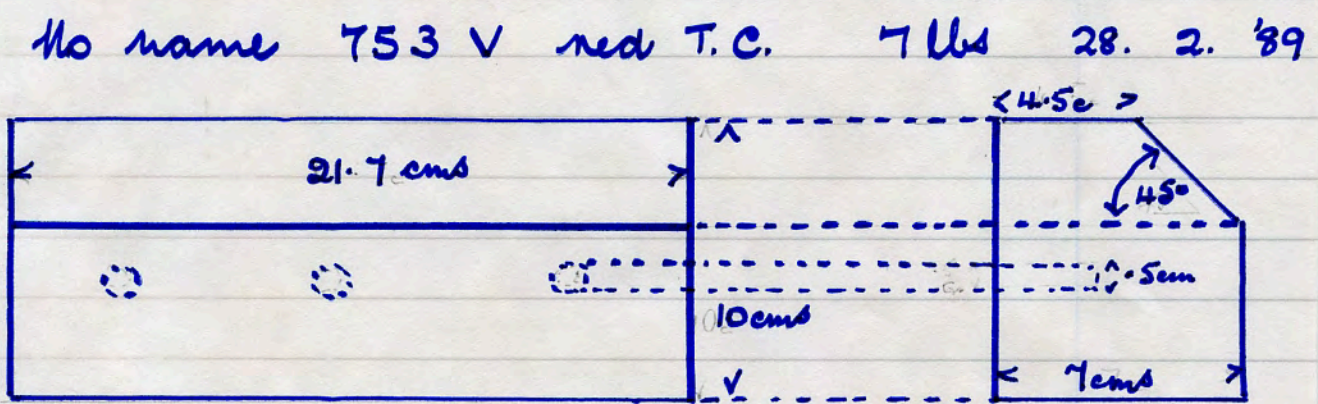 No name 753 V red T.C. 7 lbs 28. 2. '89
4.5c
21.7 cms
45°
.5cm
10cms
7cms